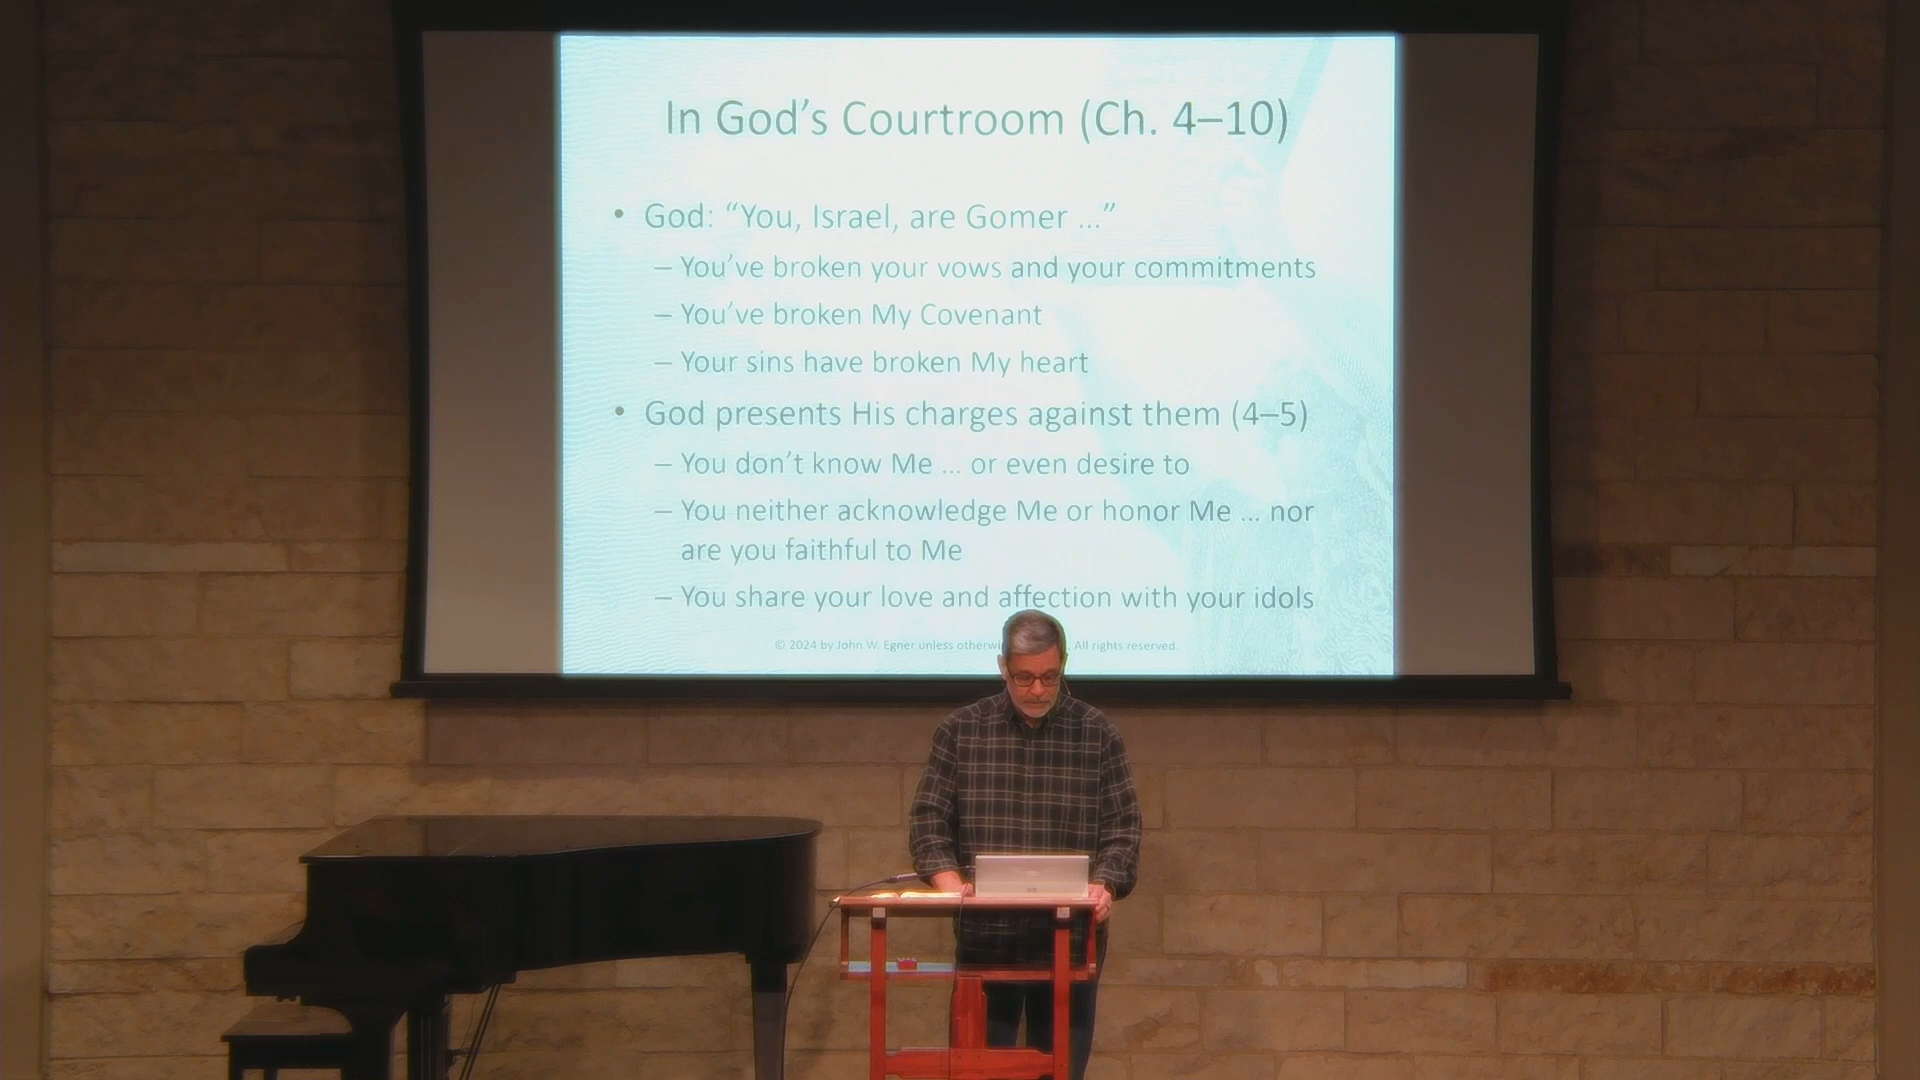 In God’s Courtroom (Ch. 4–10)
• God: “You, Israel, are Gomer ...”
– You’ve broken your vows and your commitments
– You’ve broken My Covenant
– Your sins have broken My heart
• God presents His charges against them (4–5)
– You don’t know Me ... or even desire to
– You neither acknowledge Me or honor Me ... nor
are you faithful to Me
– You share your love and affection with your idols
© 2024 by John W. Egner unless All rights reserved.